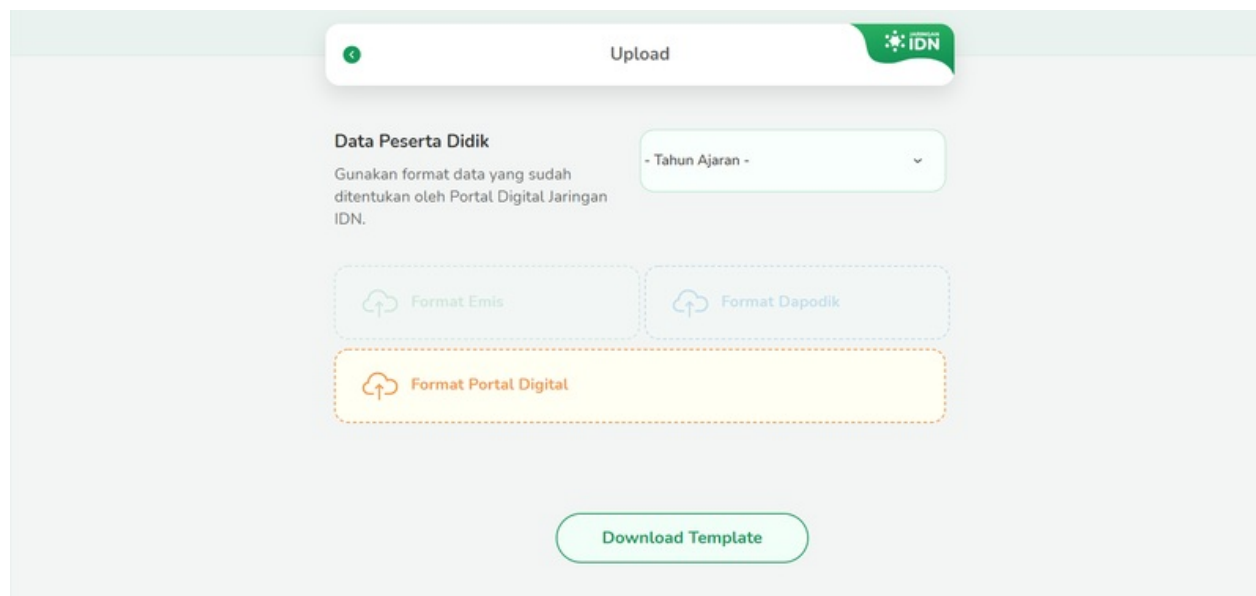 Upload
JARINGAN
IDN
Data Peserta Didik
Gunakan format data yang sudah
ditentukan oleh Portal Digital Jaringan
IDN.
- Tahun Ajaran -
Format Emis
Format Dapodik
Format Portal Digital
Download Template